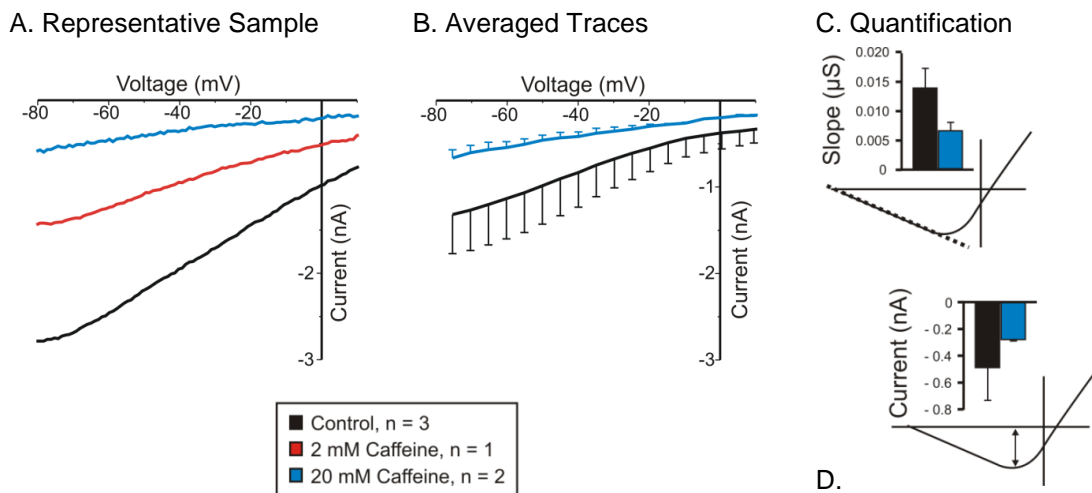 A. Representative Sample
B. Averaged Traces
C. Quantification
Voltage (mV)
-80 -60 -40 -20
-1
-2
-3
Current (nA)
Voltage (mV)
-80 -60 -40 -20
-1
-2
-3
Current (nA)
0.020
0.015
0.010
0.005
0
Slope (µS)
0
- 0.2
- 0.4
- 0.6
- 0.8
Current (nA)
D.
Control, n = 3
2 mM Caffeine, n = 1
20 mM Caffeine, n = 2